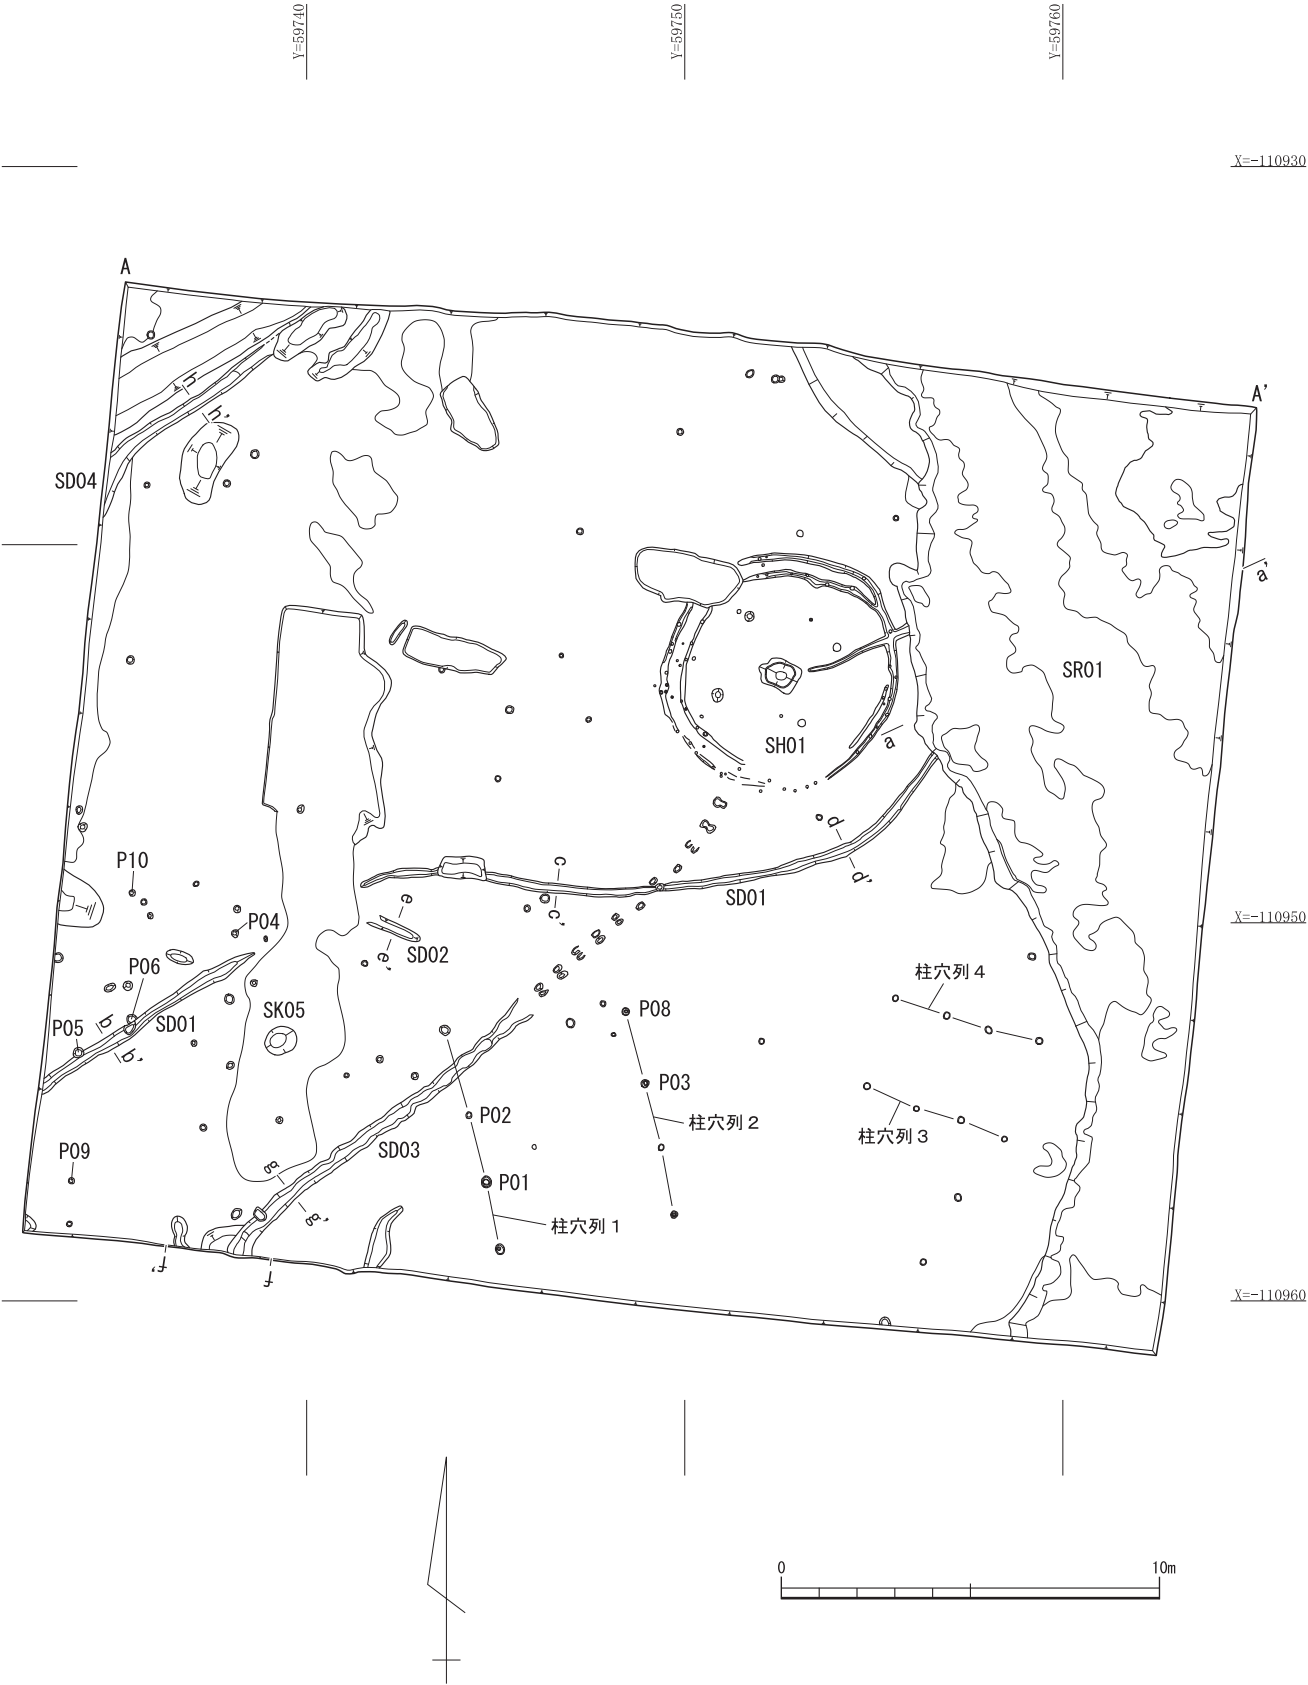 Y=59740
Y=59750
Y=59760
X=-110930
A
A'
h
h'
SD04
a'
SR01
SH01
a
P10
c
d
d'
SD01
c'
e
P04
SD02
e'
X=-110950
P06
柱穴列４
SK05
P05
b
SD01
b'
P08
P03
P02
柱穴列２
柱穴列３
P09
SD03
g
P01
g'
柱穴列１
f'
f
X=-110960
0
10m